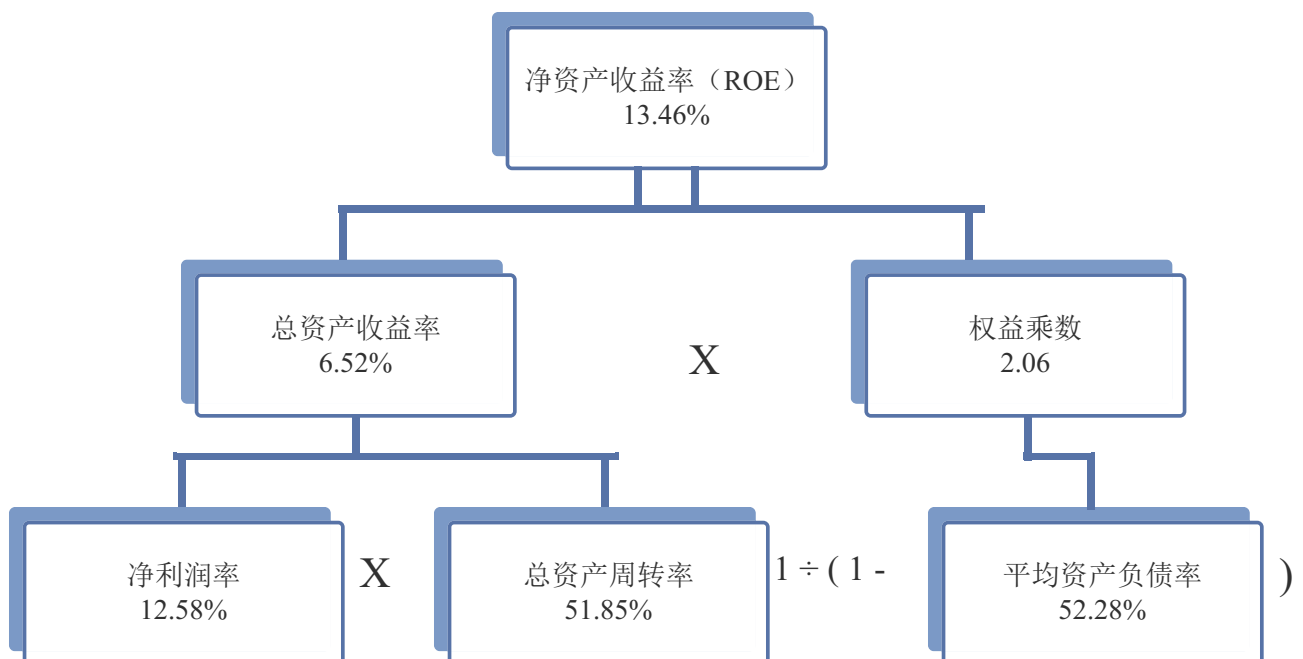 净资产收益率（ROE）
13.46%
总资产收益率
6.52%
X
权益乘数
2.06
净利润率
12.58%
X
总资产周转率
51.85%
1 ÷ ( 1 -
平均资产负债率
52.28%
)